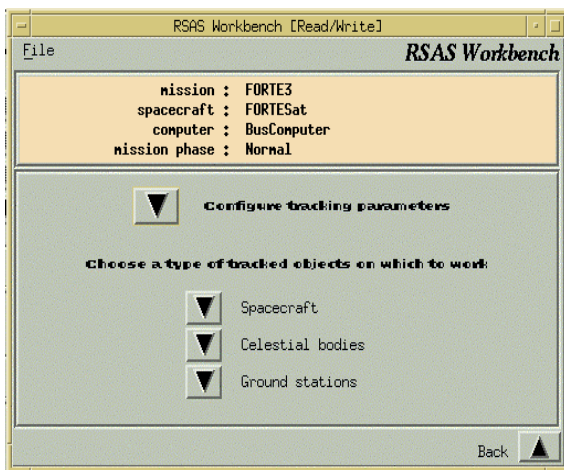 RSAS Workbench [Read/Write]
File RSAS Workbench
mission : FORTE3
spacecraft : FORTESat
computer : BusComputer
mission phase : Normal
Configure tracking parameters
Choose a type of tracked objects on which to work
Spacecraft
Celestial bodies
Ground stations
Back